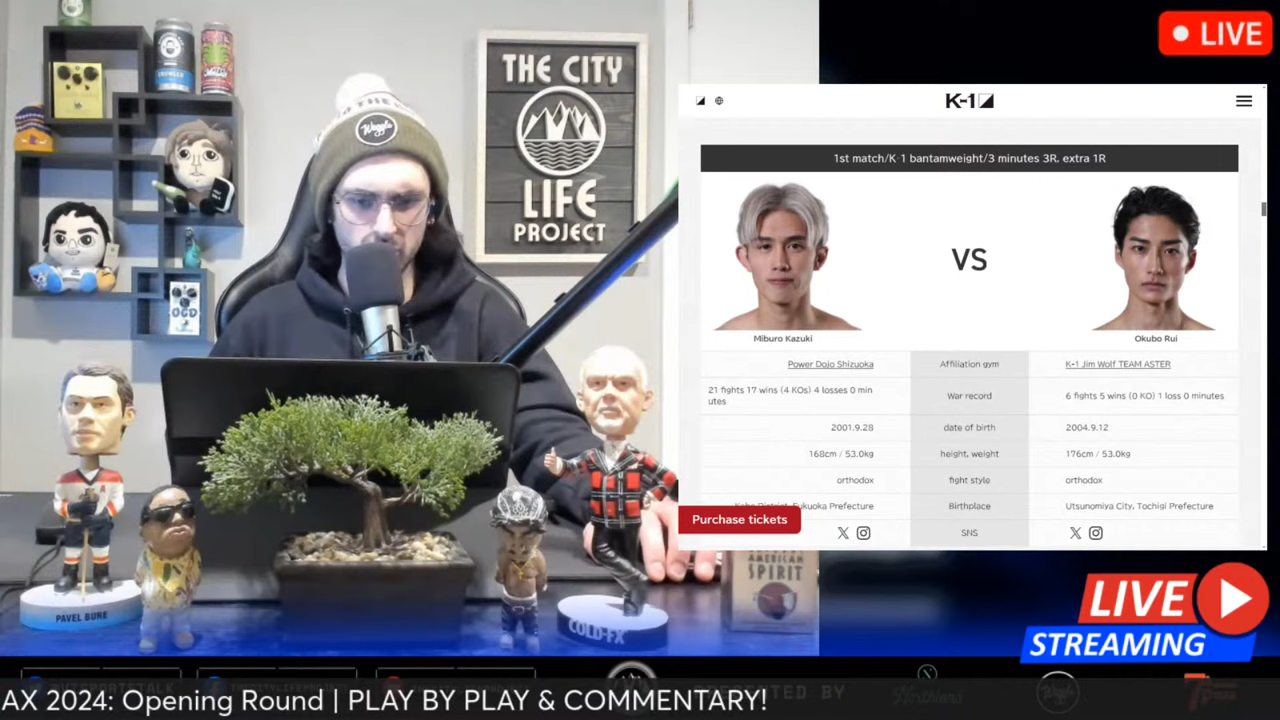 LIVE
K-1
THE CITY
LIFE
PROJECT
Waggle
OCD
1st match/K-1 bantamweight/3 minutes 3R, extra 1R
VS
Miburo Kazuki
Okubo Rui
Power Dojo Shizuoka
Affiliation gym
K-1 Jim Wolf TEAM ASTER
21 fights 17 wins (4 KOs) 4 losses 0 min
utes
War record
6 fights 5 wins (0 KO) 1 loss 0 minutes
2001.9.28
date of birth
2004.9.12
168cm / 53.0kg
height, weight
176cm / 53.0kg
orthodox
fight style
orthodox
Fukuoka Prefecture
Birthplace
Utsunomiya City, Tochigi Prefecture
Purchase tickets
SNS
AMERICAN
SPIRIT
PAVEL BURE
COLD-FX
LIVE
STREAMING
AX 2024: Opening Round | PLAY BY PLAY & COMMENTARY!